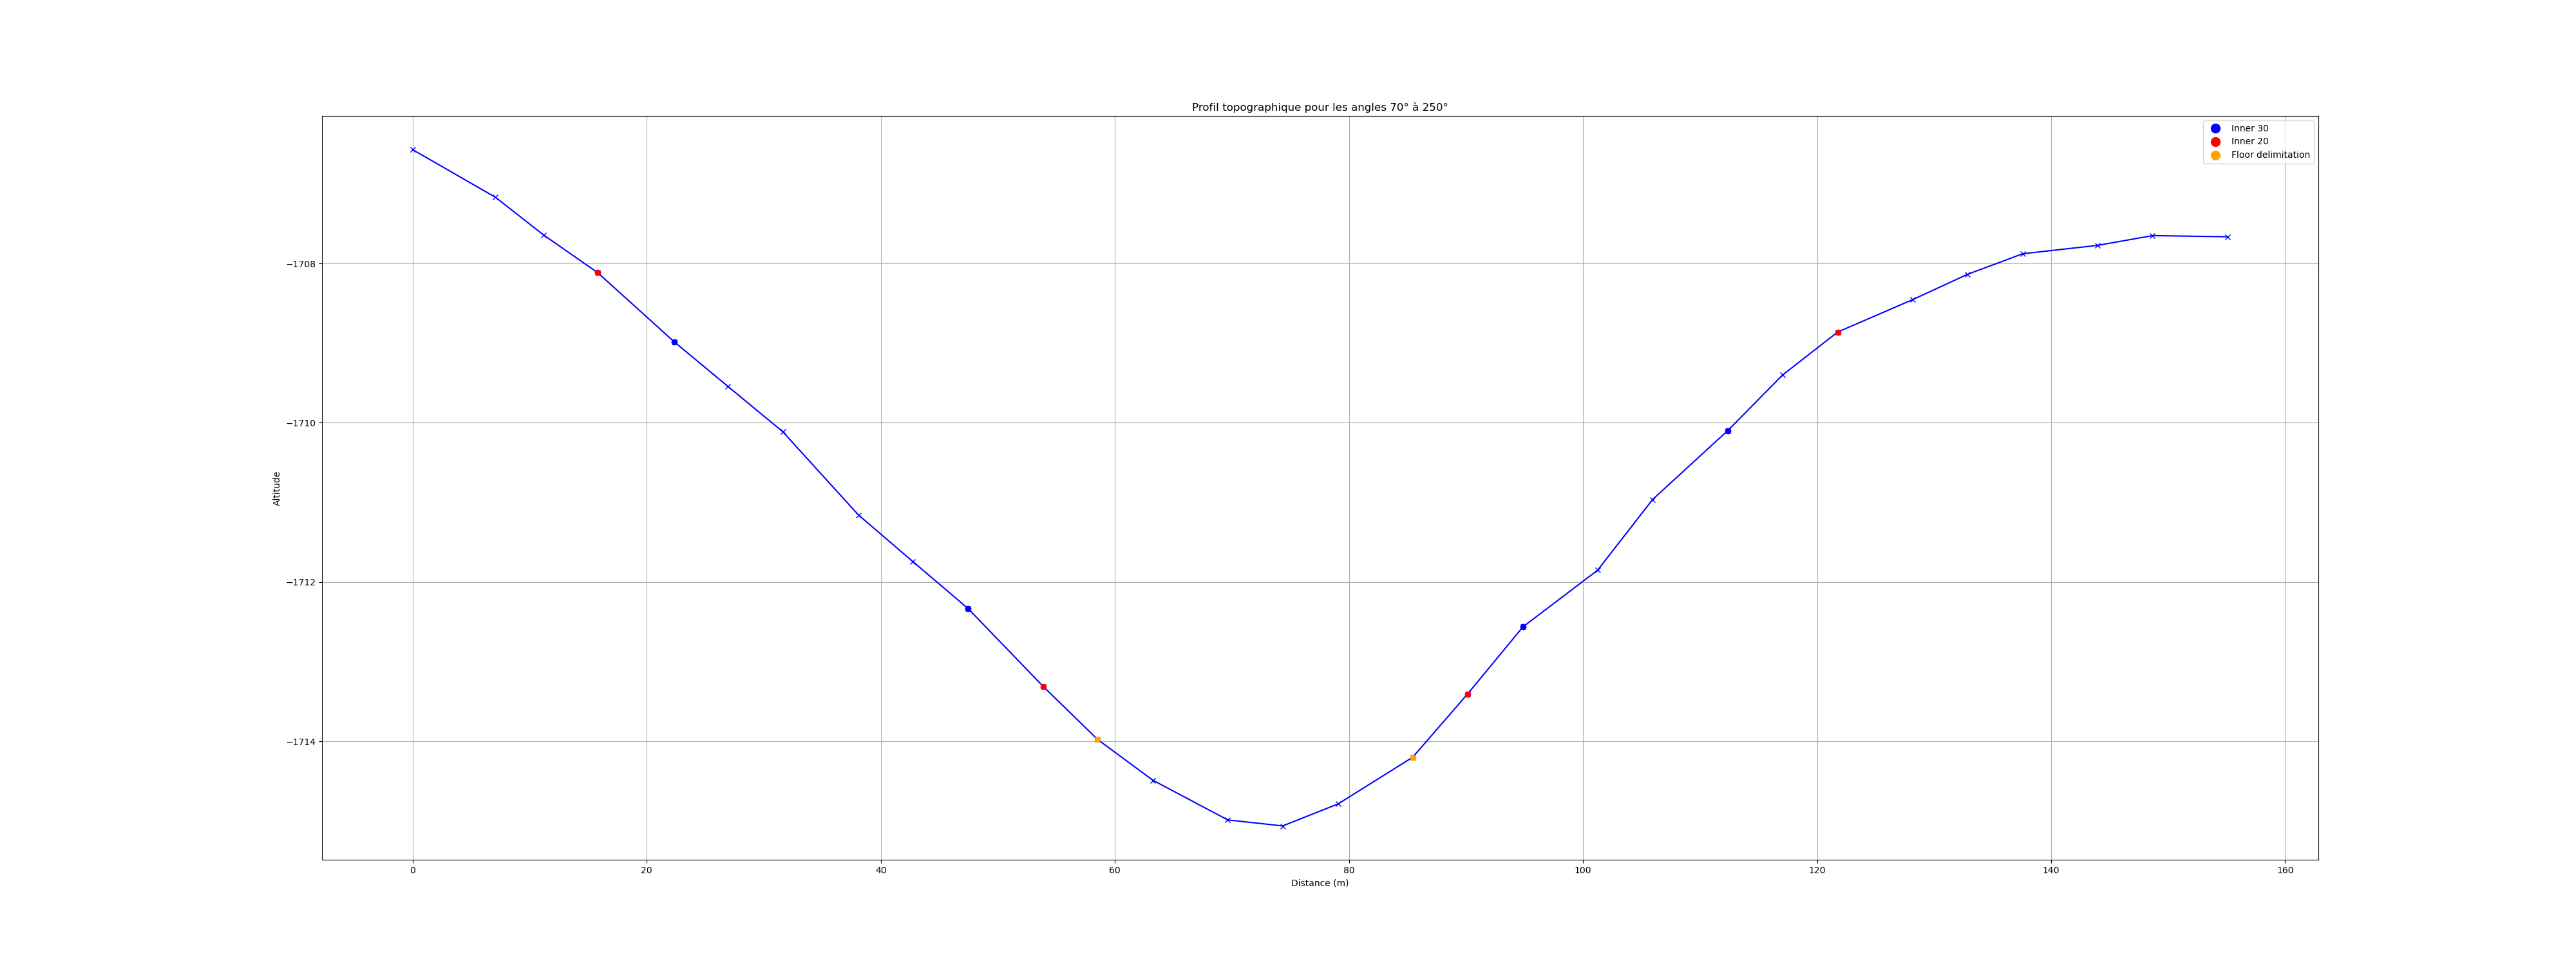 Profil topographique pour les angles 70° à 250°
Inner 30
Inner 20
Floor delimitation
Altitude
−1708
−1710
−1712
−1714
0 20 40 60 80 100 120 140 160
Distance (m)